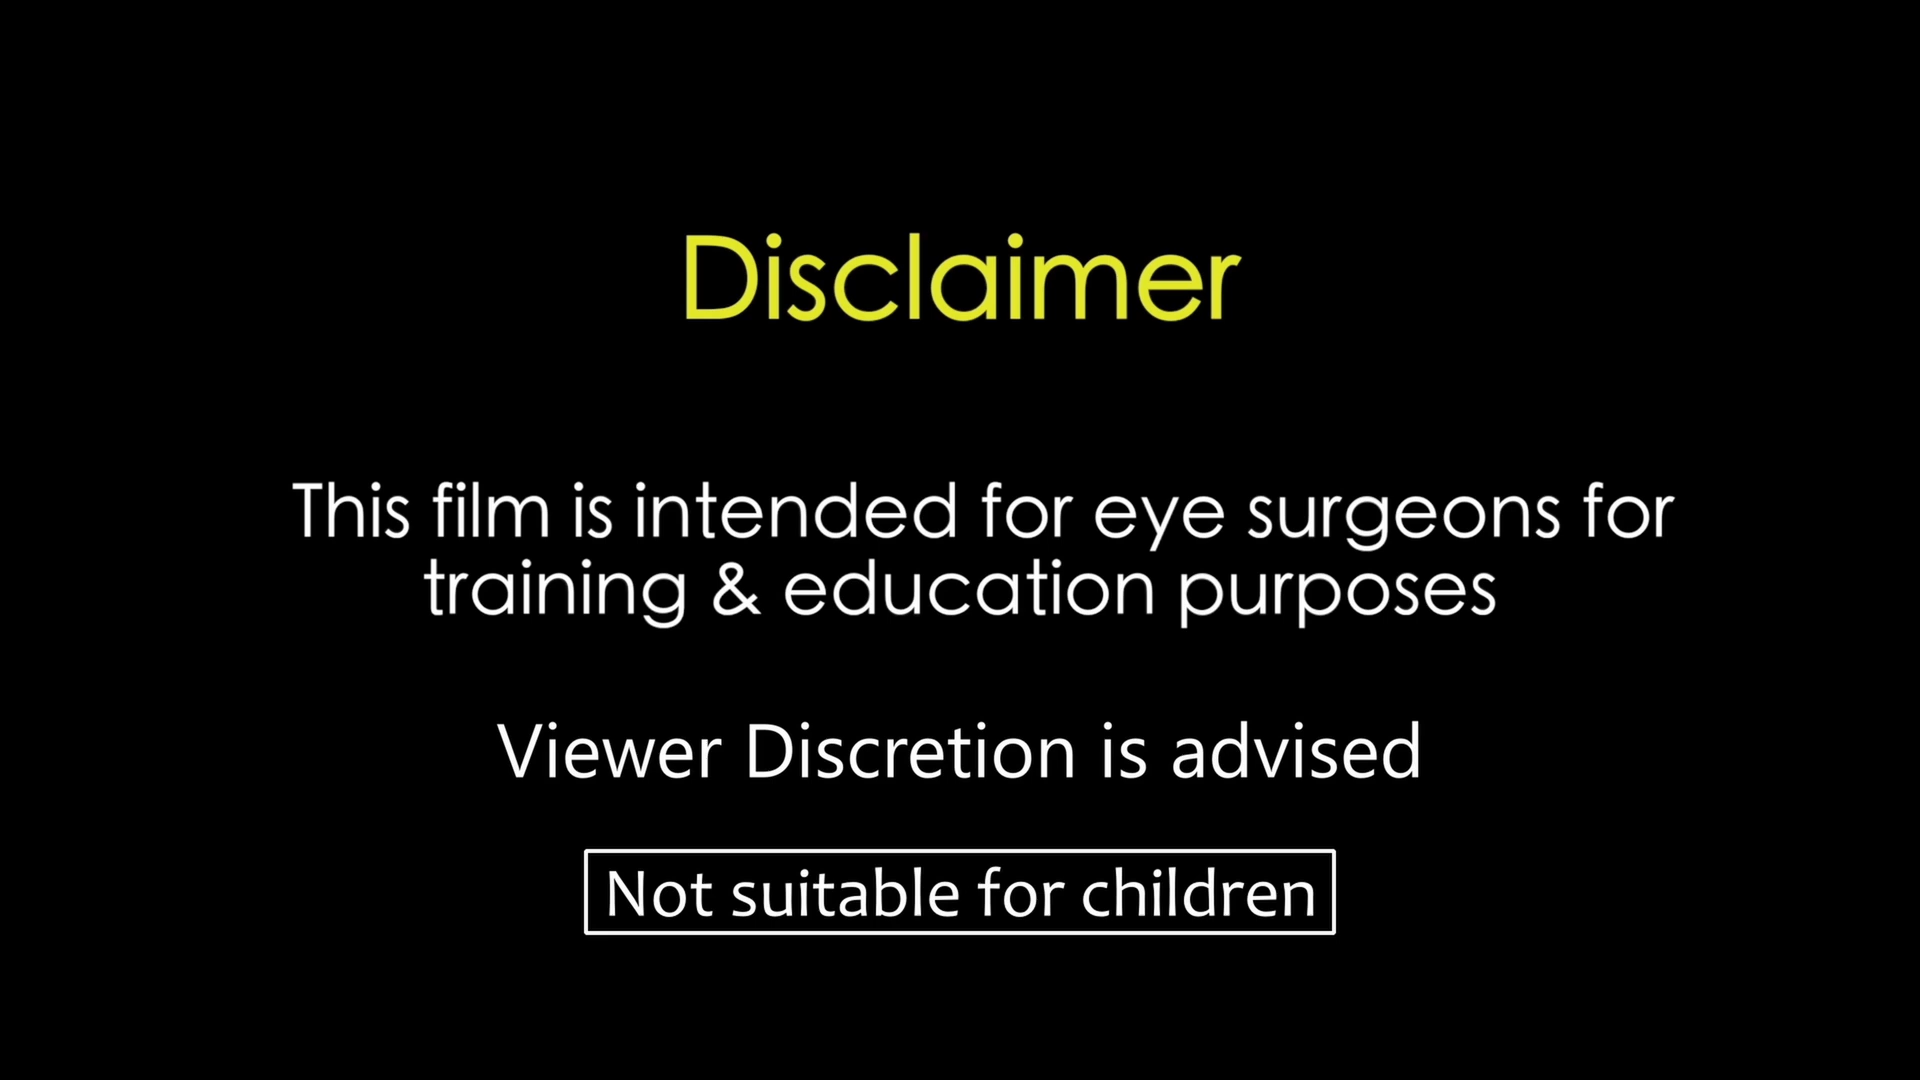 Disclaimer
This film is intended for eye surgeons for
training & education purposes
Viewer Discretion is advised
Not suitable for children